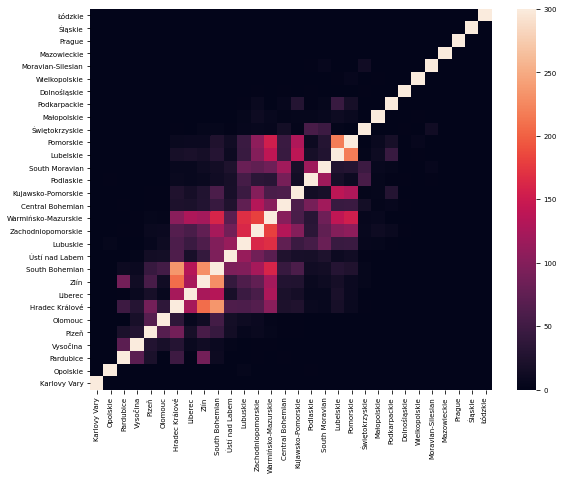 Łódzkie
Śląskie
Prague
Mazowieckie
Moravian-Silesian
Wielkopolskie
Dolnośląskie
Podkarpackie
Małopolskie
Świętokrzyskie
Pomorskie
Lubelskie
South Moravian
Podlaskie
Kujawsko-Pomorskie
Central Bohemian
Warmińsko-Mazurskie
Zachodniopomorskie
Lubuskie
Ústí nad Labem
South Bohemian
Zlín
Liberec
Hradec Králové
Olomouc
Plzeň
Vysočina
Pardubice
Opolskie
Karlovy Vary
Karlovy Vary
Opolskie
Pardubice
Vysočina
Plzeň
Olomouc
Hradec Králové
Liberec
Zlín
South Bohemian
Ústí nad Labem
Lubuskie
Zachodniopomorskie
Warmińsko-Mazurskie
Central Bohemian
Kujawsko-Pomorskie
Podlaskie
South Moravian
Lubelskie
Pomorskie
Świętokrzyskie
Małopolskie
Podkarpackie
Dolnośląskie
Wielkopolskie
Moravian-Silesian
Mazowieckie
Prague
Śląskie
Łódzkie
300
250
200
150
100
50
0